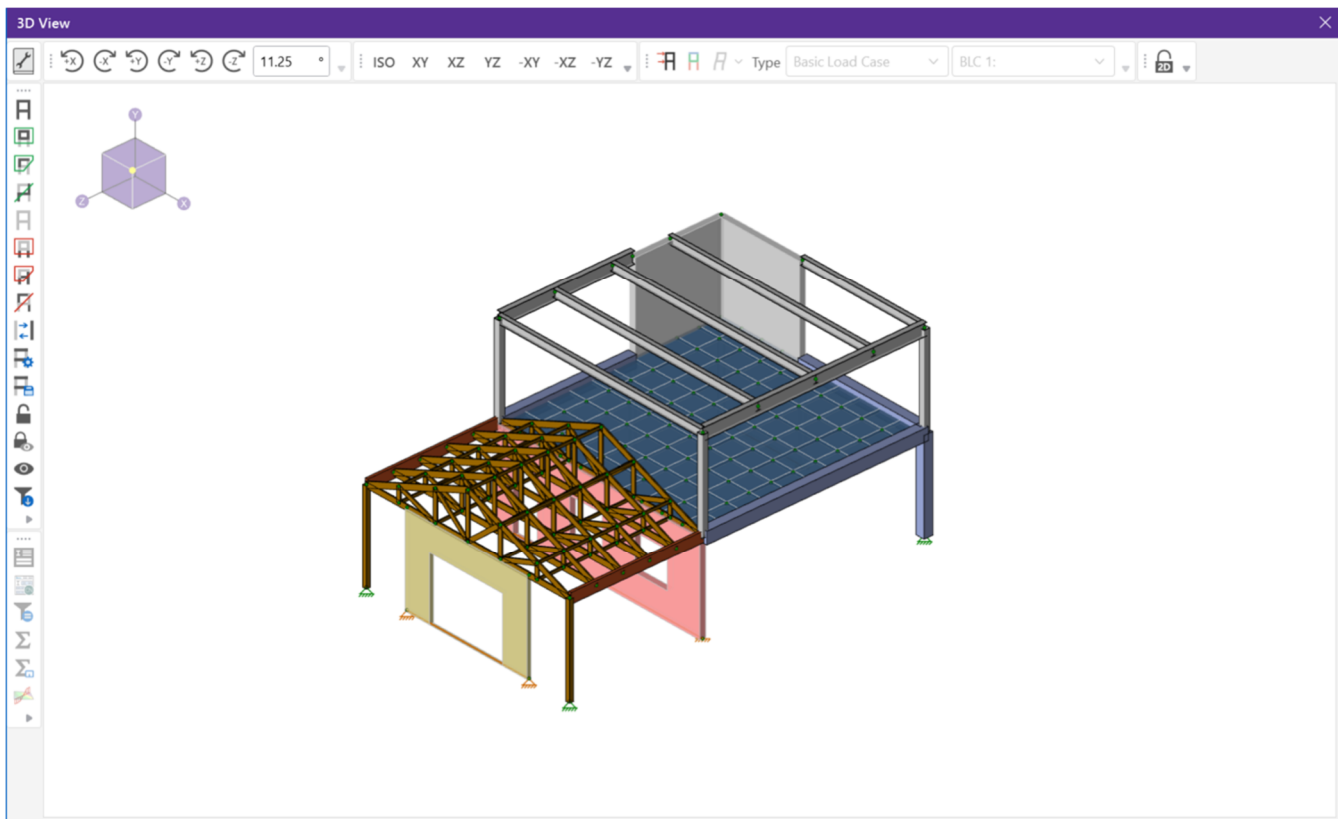 3D View
+X -X +Y -Y +Z -Z 11.25 ° ISO XY XZ YZ -XY -XZ -YZ Type Basic Load Case BLC 1: 2D
Y
Z X